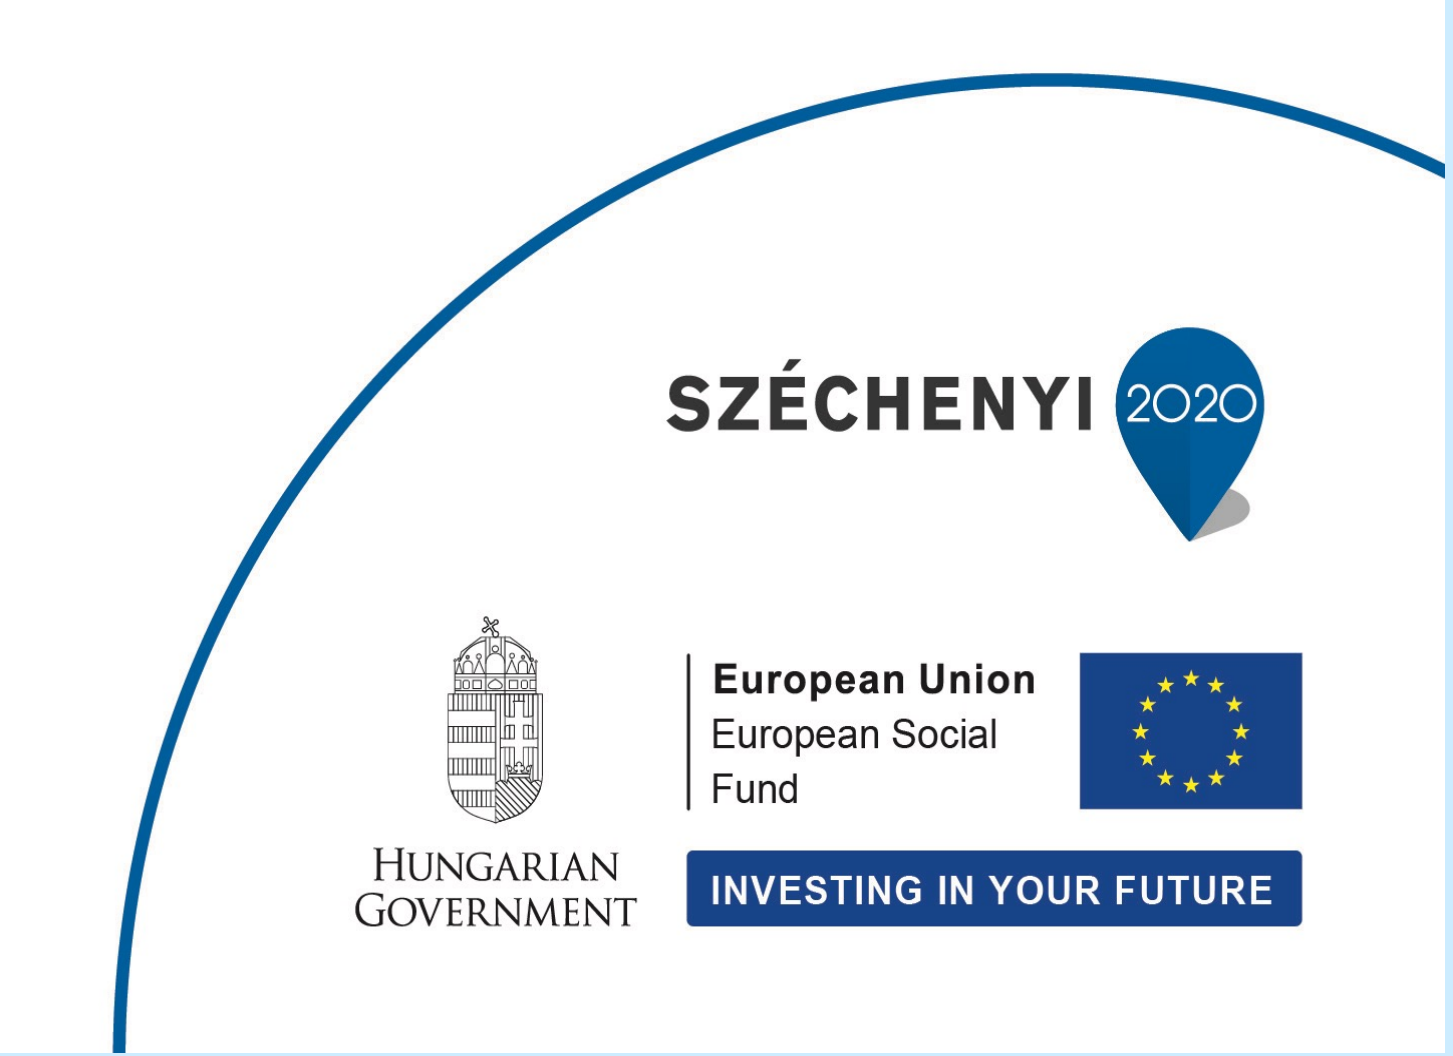 SZÉCHENYI 2020
European Union
European Social
Fund
HUNGARIAN
GOVERNMENT
INVESTING IN YOUR FUTURE